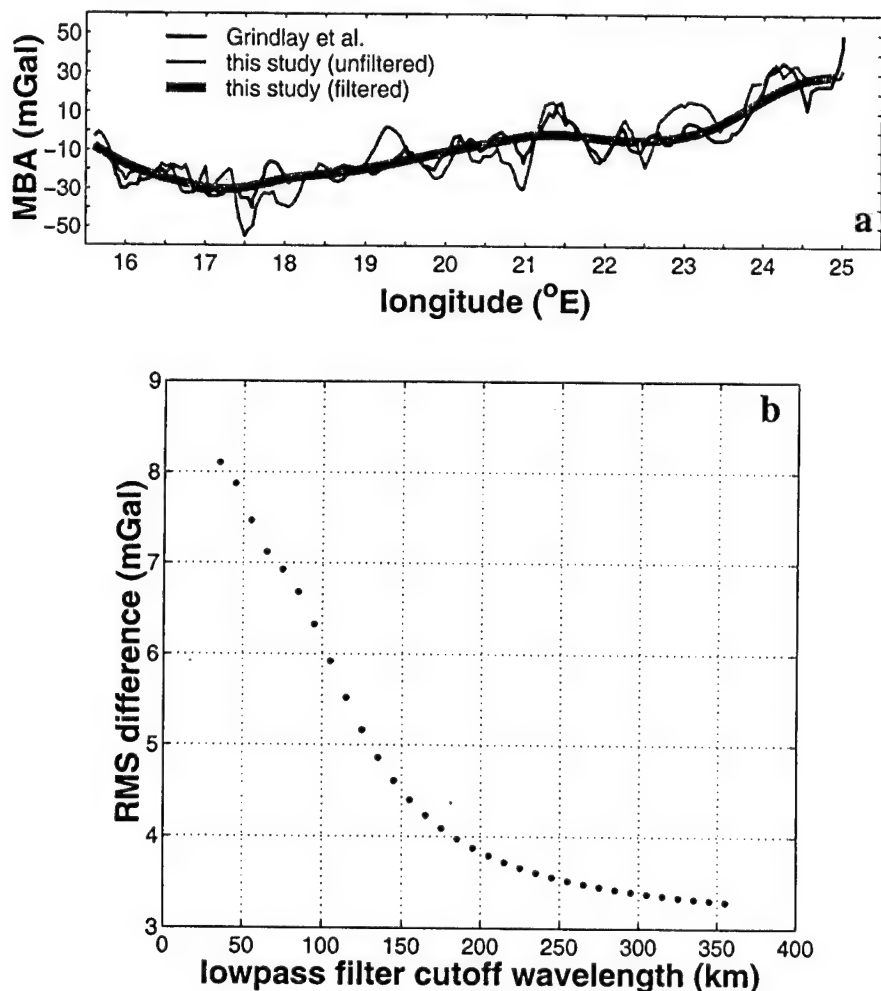 50
30
10
-10
-30
-50
MBA (mGal)
Grindlay et al.
this study (unfiltered)
this study (filtered)
a
16 17 18 19 20 21 22 23 24 25
longitude (°E)
b
9
8
7
6
5
4
3
RMS difference (mGal)
0 50 100 150 200 250 300 350 400
lowpass filter cutoff wavelength (km)